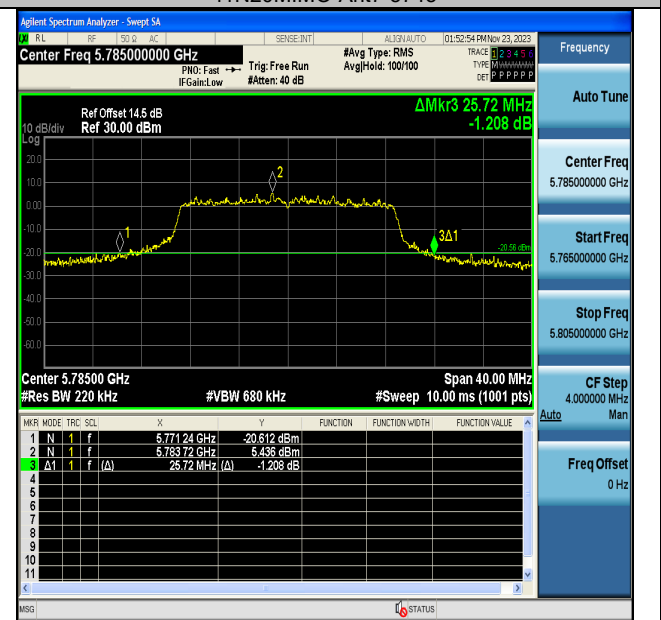 Agilent Spectrum Analyzer - Swept SA
RL RF 50 Ω AC SENSE:INT ALIGNAUTO 01:52:54 PM Nov 23, 2023
Center Freq 5.785000000 GHz
PNO: Fast
IFGain:Low
Trig: Free Run
#Atten: 40 dB
#Avg Type: RMS
Avg|Hold: 100/100
TRACE 1 2 3 4 5 6
TYPE MWWWWW
DET P P P P P P
Frequency
Auto Tune
Center Freq
5.785000000 GHz
Start Freq
5.765000000 GHz
Stop Freq
5.805000000 GHz
CF Step
4.000000 MHz
Auto Man
Freq Offset
0 Hz
ΔMkr3 25.72 MHz
-1.208 dB
Ref Offset 14.5 dB
10 dB/div Ref 30.00 dBm
Log
20.0
10.0
0.00
-10.0
-20.0
-30.0
-40.0
-50.0
-60.0
1
2
3Δ1
-20.56 dBm
Center 5.78500 GHz Span 40.00 MHz
#Res BW 220 kHz #VBW 680 kHz #Sweep 10.00 ms (1001 pts)
MKR MODE TRC SCL X Y FUNCTION FUNCTION WIDTH FUNCTION VALUE
1 N 1 f 5.771 24 GHz -20.612 dBm
2 N 1 f 5.783 72 GHz 5.436 dBm
3 Δ1 1 f (Δ) 25.72 MHz (Δ) -1.208 dB
4
5
6
7
8
9
10
11
MSG STATUS